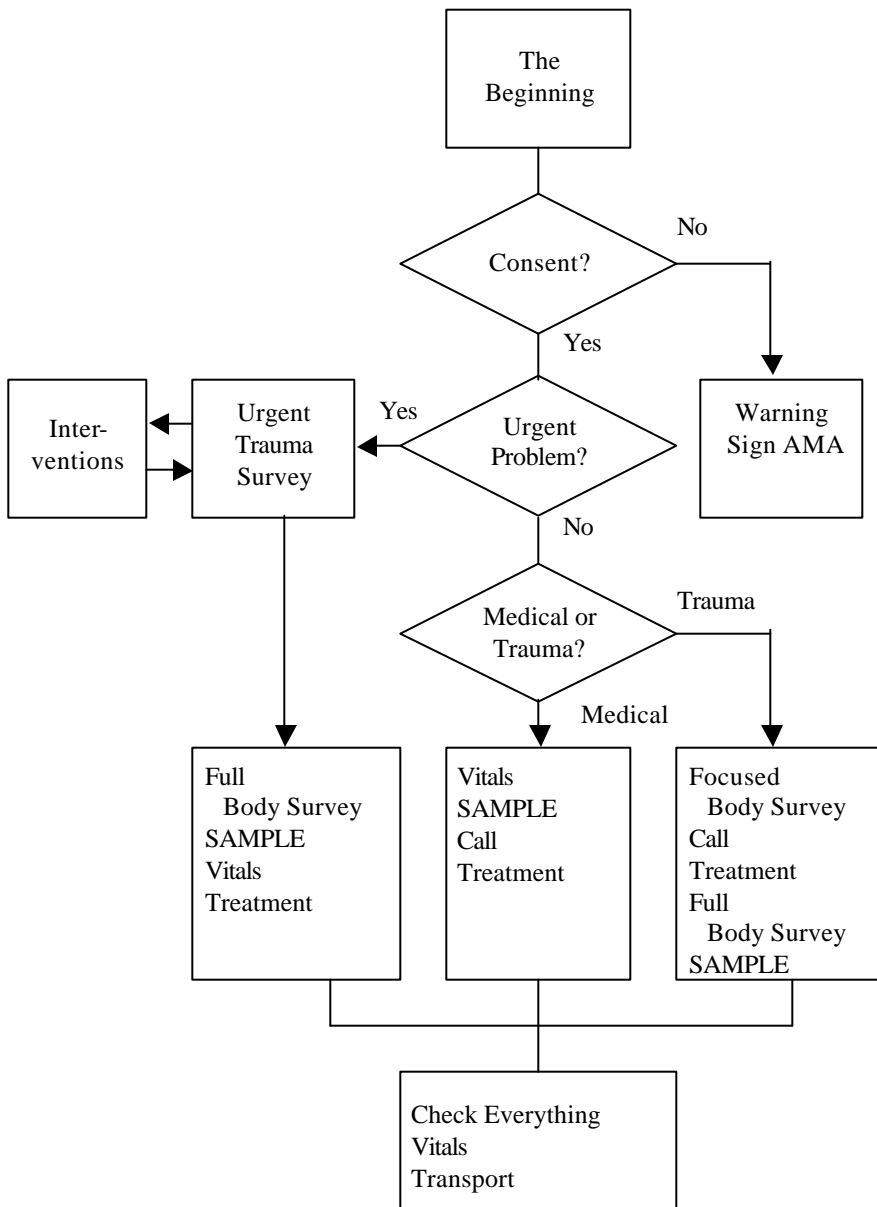 The
Beginning
No
Consent?
Yes
Inter-
ventions
Urgent
Trauma
Survey
Yes
Urgent
Problem?
Warning
Sign AMA
No
Medical or
Trauma?
Trauma
Medical
Full
Body Survey
SAMPLE
Vitals
Treatment
Vitals
SAMPLE
Call
Treatment
Focused
Body Survey
Call
Treatment
Full
Body Survey
SAMPLE
Check Everything
Vitals
Transport